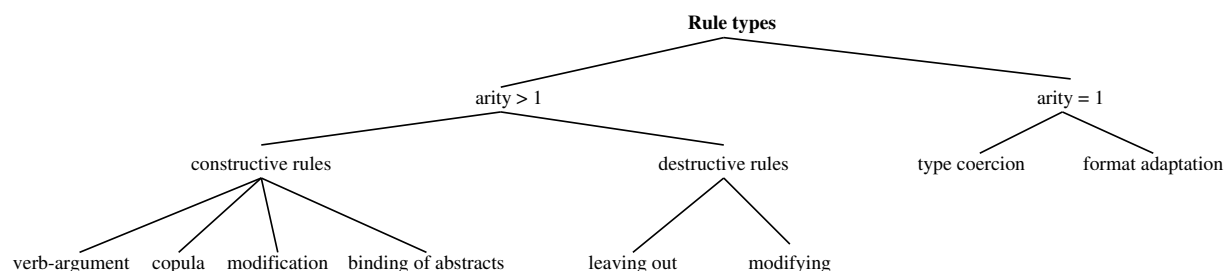 Rule types
arity > 1
arity = 1
constructive rules
destructive rules
type coercion
format adaptation
verb-argument
copula
modification
binding of abstracts
leaving out
modifying